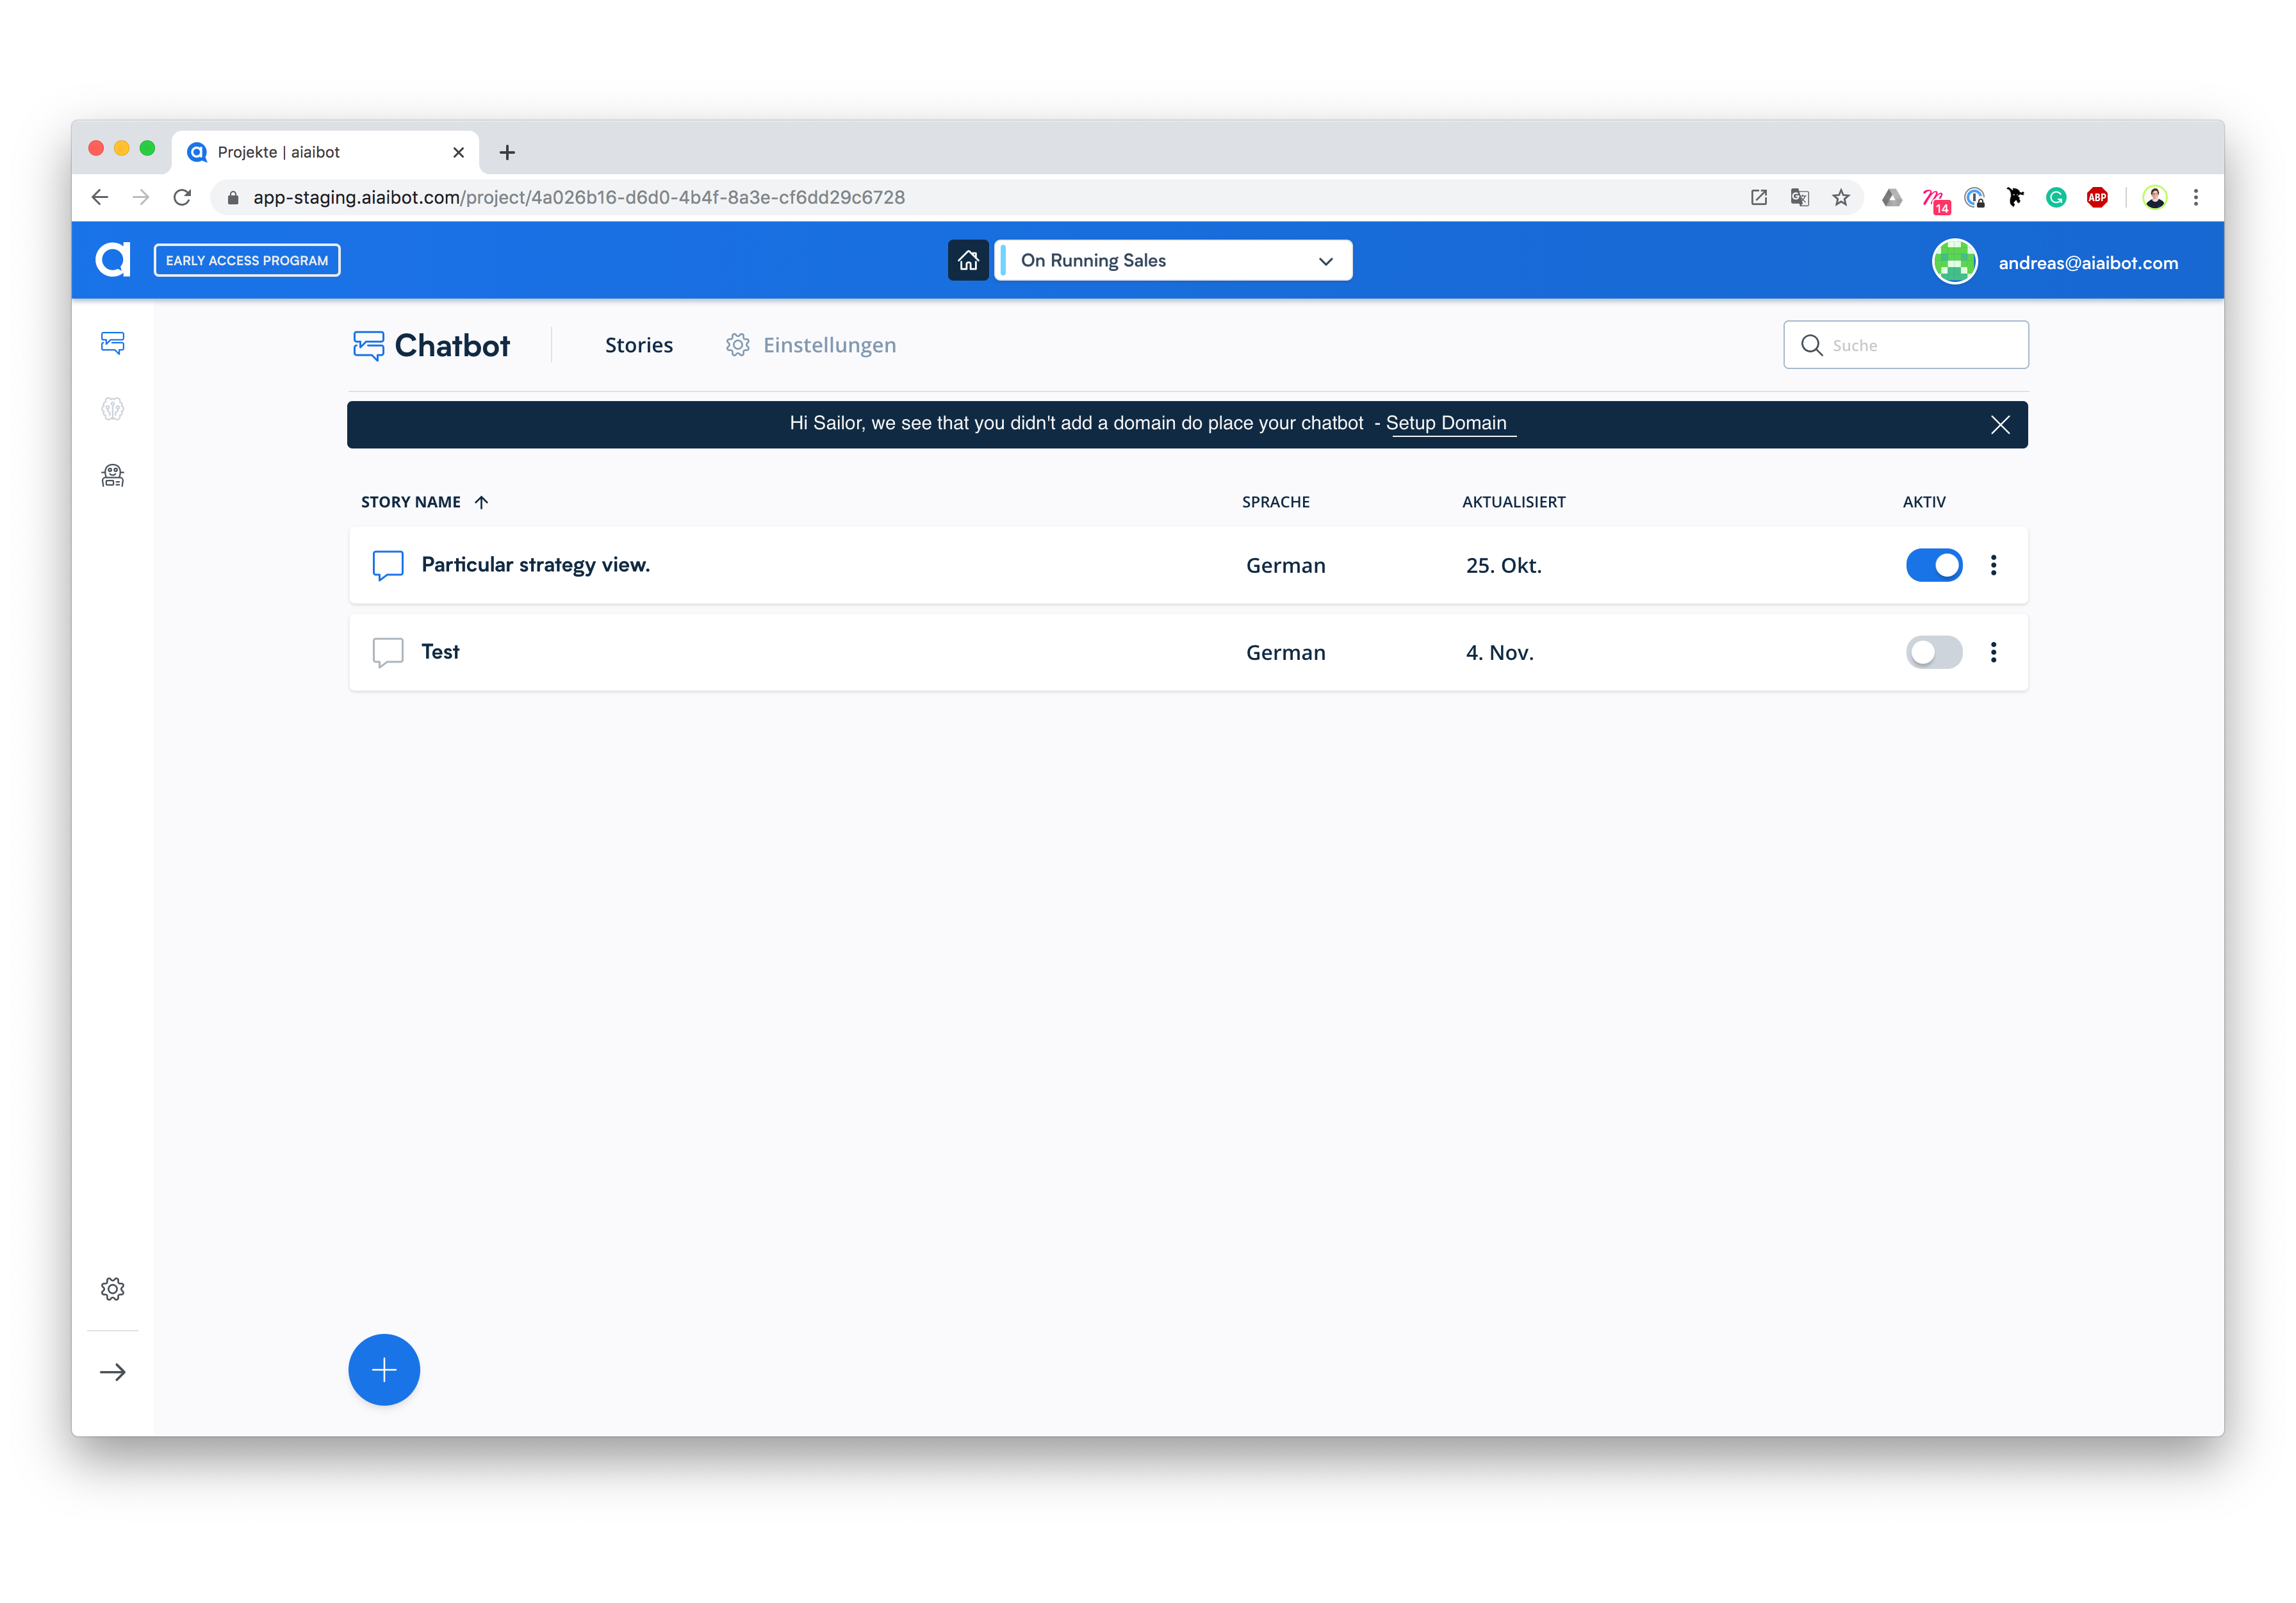 Projekte | aiaibot
app-staging.aiaibot.com/project/4a026b16-d6d0-4b4f-8a3e-cf6dd29c6728
14
ABP
EARLY ACCESS PROGRAM
On Running Sales
andreas@aiaibot.com
Chatbot
Stories
Einstellungen
Suche
Hi Sailor, we see that you didn't add a domain do place your chatbot - Setup Domain
STORY NAME
SPRACHE
AKTUALISIERT
AKTIV
Particular strategy view.
German
25. Okt.
Test
German
4. Nov.